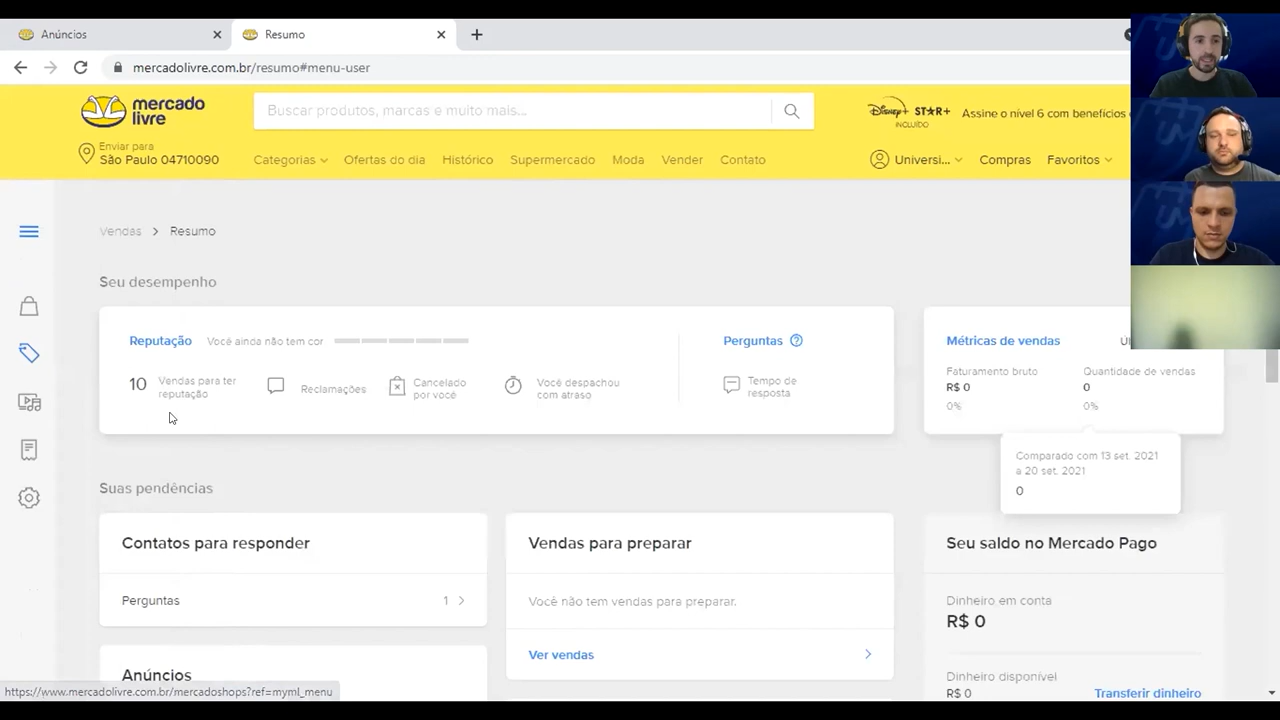 Anúncios
Resumo
mercadolivre.com.br/resumo#menu-user
mercado
livre
Buscar produtos, marcas e muito mais...
Disney+ STAR+
INCLUÍDO
Assine o nível 6 com benefícios
Enviar para
São Paulo 04710090
Categorias
Ofertas do dia
Histórico
Supermercado
Moda
Vender
Contato
Universi...
Compras
Favoritos
Vendas > Resumo
Seu desempenho
Reputação
Você ainda não tem cor
10
Vendas para ter
reputação
Reclamações
Cancelado
por você
Você despachou
com atraso
Perguntas
Tempo de
resposta
Métricas de vendas
Faturamento bruto
R$ 0
0%
Quantidade de vendas
0
0%
Comparado com 13 set. 2021
a 20 set. 2021
0
Suas pendências
Contatos para responder
Perguntas
1
Vendas para preparar
Você não tem vendas para preparar.
Ver vendas
Seu saldo no Mercado Pago
Dinheiro em conta
R$ 0
Dinheiro disponível
R$ 0
Transferir dinheiro
Anúncios
https://www.mercadolivre.com.br/mercadoshops?ref=myml_menu